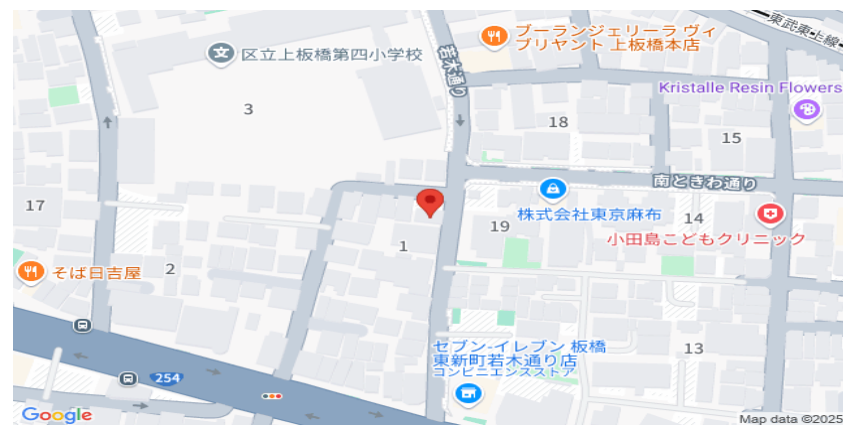 東武東上線
ブーランジェリーラ ヴィ
ブリヤント 上板橋本店
区立上板橋第四小学校
若木通り
Kristalle Resin Flowers
3
18
15
南ときわ通り
17
株式会社東京麻布
14
19
小田島こどもクリニック
1
そば日吉屋
2
セブン-イレブン 板橋
東新町若木通り店
コンビニエンスストア
13
254
Google
Map data ©2025